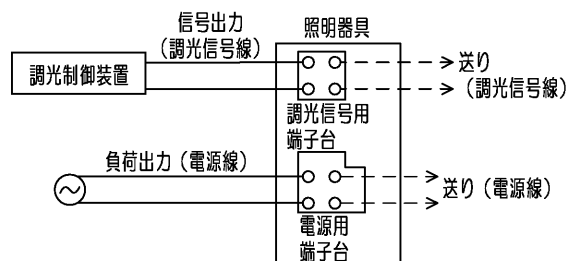 信号出力
（調光信号線）
照明器具
調光制御装置
送り
（調光信号線）
調光信号用
端子台
負荷出力（電源線）
送り（電源線）
電源用
端子台